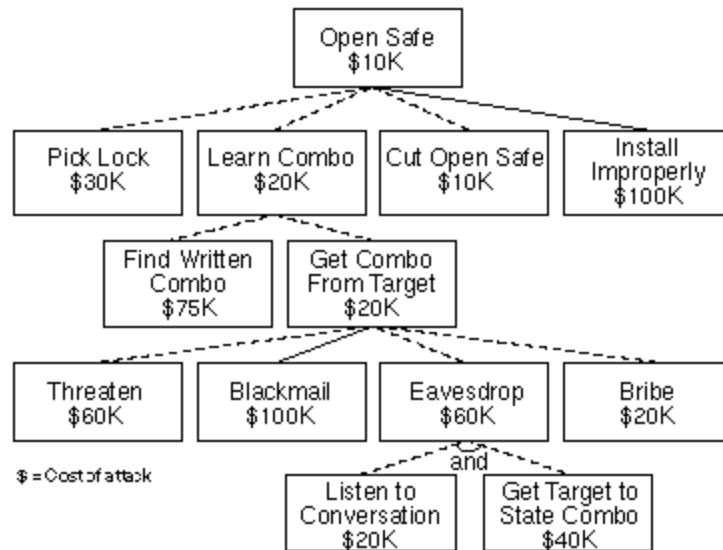 Open Safe
$10K
Pick Lock
$30K
Learn Combo
$20K
Cut Open Safe
$10K
Install
Improperly
$100K
Find Written
Combo
$75K
Get Combo
From Target
$20K
Threaten
$60K
Blackmail
$100K
Eavesdrop
$60K
Bribe
$20K
and
$ = Cost of attack
Listen to
Conversation
$20K
Get Target to
State Combo
$40K